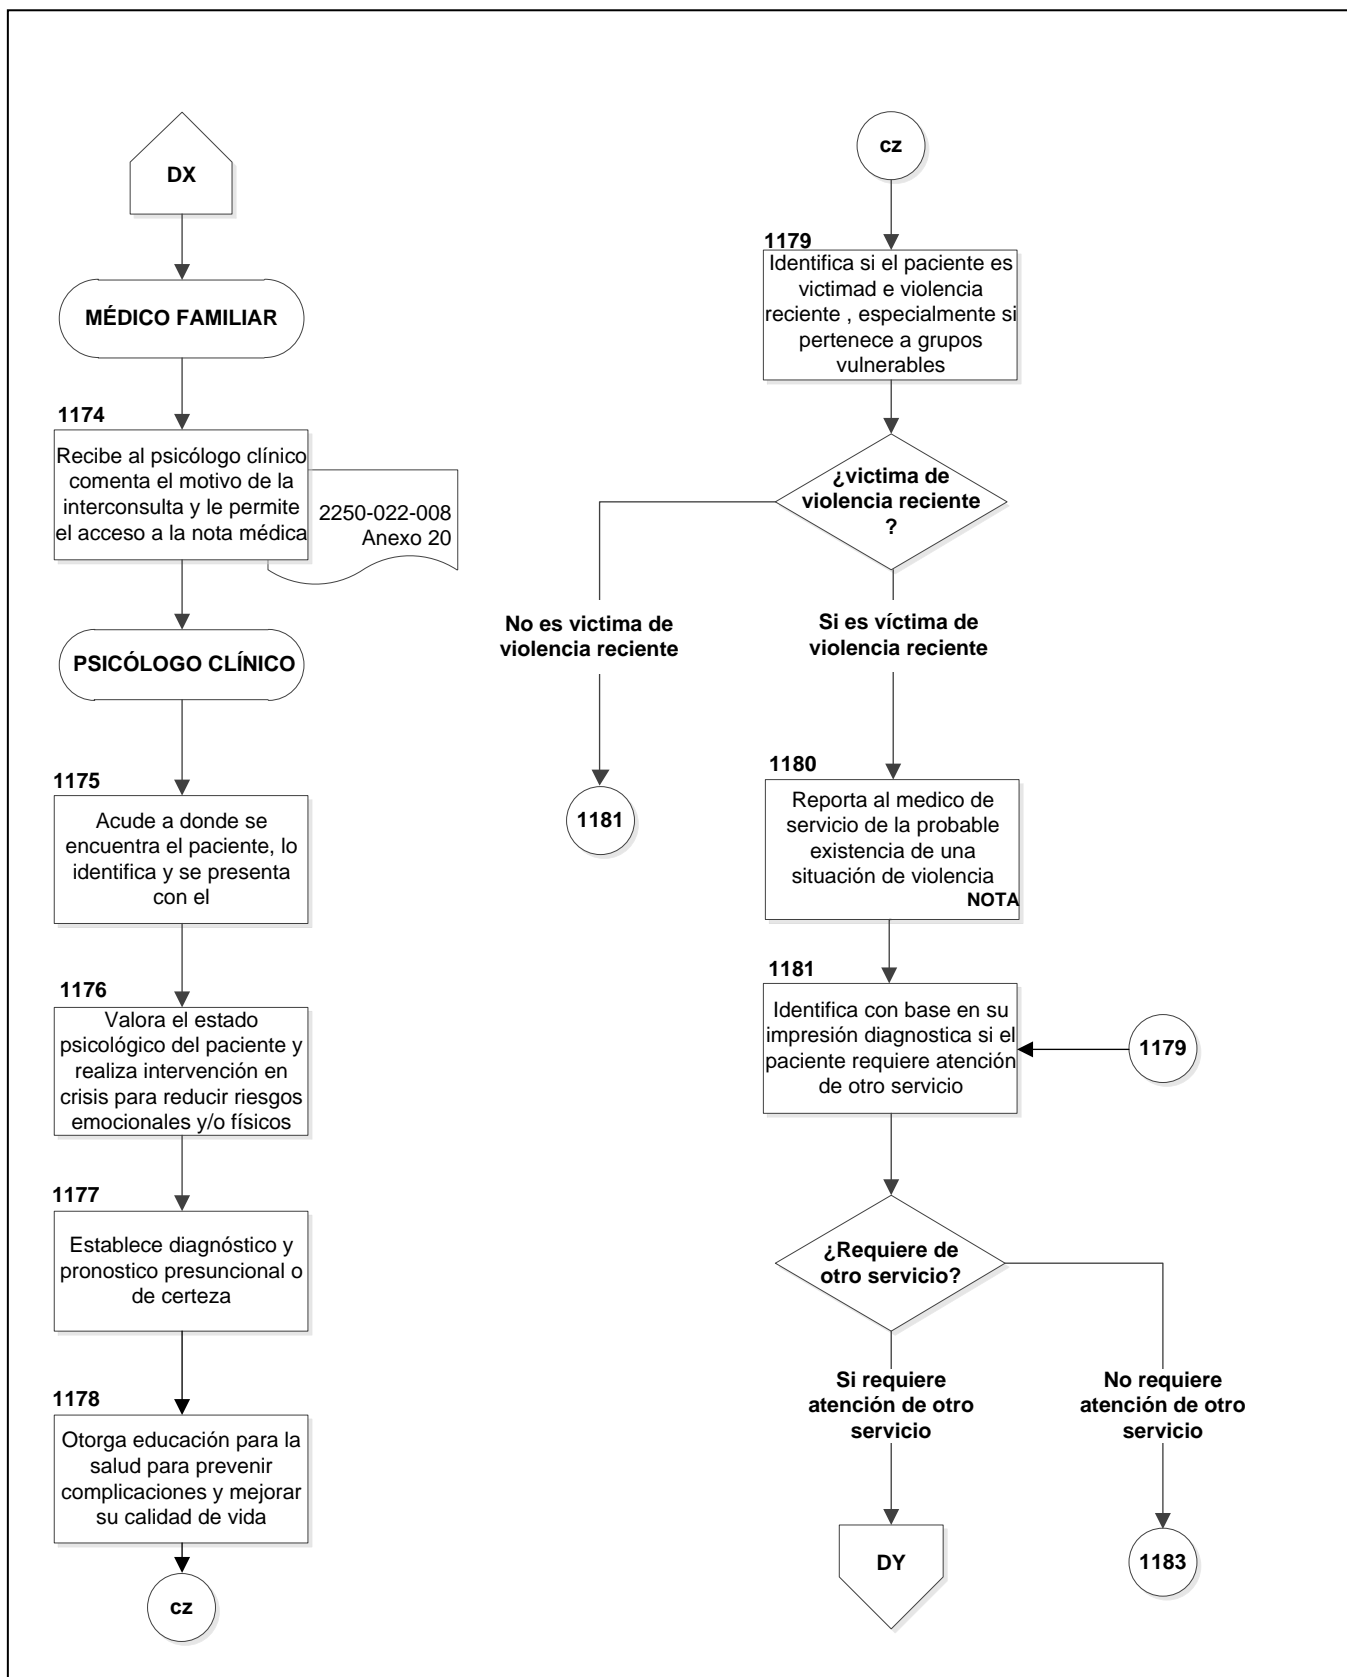 DX
MÉDICO FAMILIAR
1174
Recibe al psicólogo clínico
comenta el motivo de la
interconsulta y le permite
el acceso a la nota médica
2250-022-008
Anexo 20
PSICÓLOGO CLÍNICO
1175
Acude a donde se
encuentra el paciente, lo
identifica y se presenta
con el
1176
Valora el estado
psicológico del paciente y
realiza intervención en
crisis para reducir riesgos
emocionales y/o físicos
1177
Establece diagnóstico y
pronostico presuncional o
de certeza
1178
Otorga educación para la
salud para prevenir
complicaciones y mejorar
su calidad de vida
cz
cz
1179
Identifica si el paciente es
victimad e violencia
reciente , especialmente si
pertenece a grupos
vulnerables
¿victima de
violencia reciente
?
No es victima de
violencia reciente
Si es víctima de
violencia reciente
1181
1180
Reporta al medico de
servicio de la probable
existencia de una
situación de violencia
NOTA
1181
Identifica con base en su
impresión diagnostica si el
paciente requiere atención
de otro servicio
1179
¿Requiere de
otro servicio?
Si requiere
atención de otro
servicio
No requiere
atención de otro
servicio
DY
1183